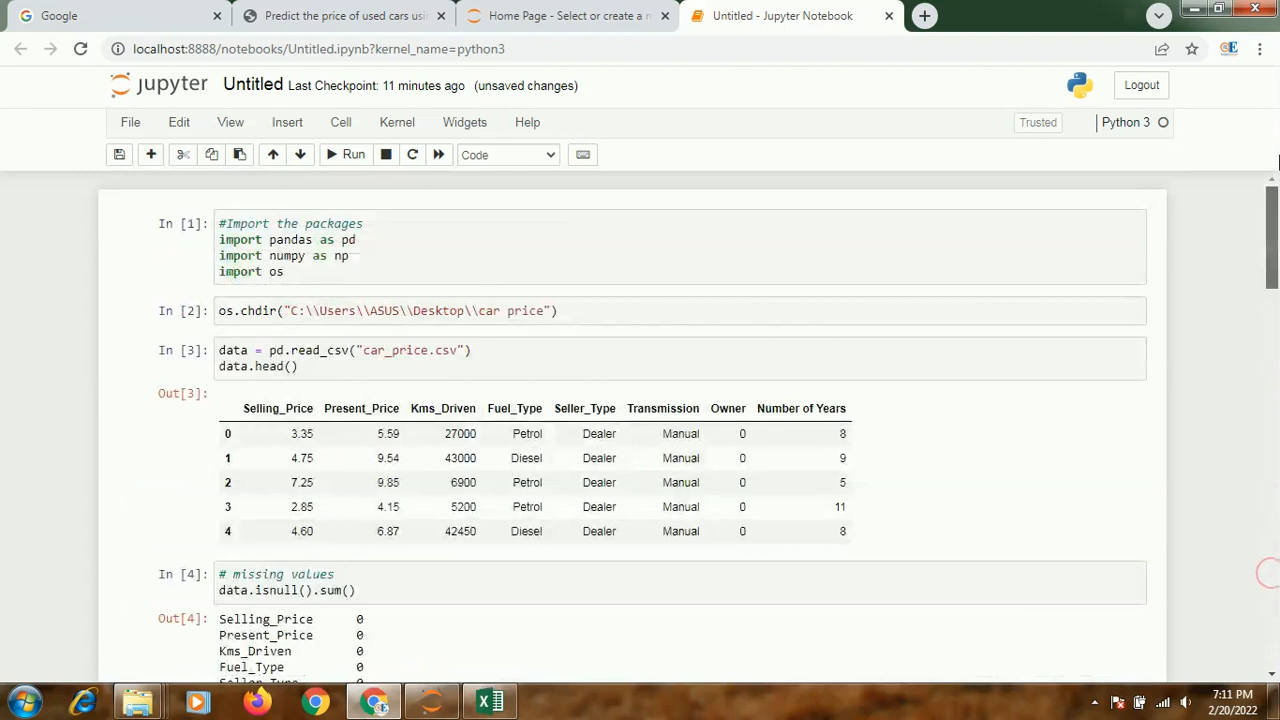 Google
Predict the price of used cars using
Home Page - Select or create a n
Untitled - Jupyter Notebook
localhost:8888/notebooks/Untitled.ipynb?kernel_name=python3
jupyter Untitled Last Checkpoint: 11 minutes ago (unsaved changes)
Logout
File Edit View Insert Cell Kernel Widgets Help
Trusted
Python 3
Run
Code
In [1]: #Import the packages
import pandas as pd
import numpy as np
import os
In [2]: os.chdir("C:\\Users\\ASUS\\Desktop\\car price")
In [3]: data = pd.read_csv("car_price.csv")
data.head()
Out[3]:
Selling_Price Present_Price Kms_Driven Fuel_Type Seller_Type Transmission Owner Number of Years
0 3.35 5.59 27000 Petrol Dealer Manual 0 8
1 4.75 9.54 43000 Diesel Dealer Manual 0 9
2 7.25 9.85 6900 Petrol Dealer Manual 0 5
3 2.85 4.15 5200 Petrol Dealer Manual 0 11
4 4.60 6.87 42450 Diesel Dealer Manual 0 8
In [4]: # missing values
data.isnull().sum()
Out[4]: Selling_Price 0
Present_Price 0
Kms_Driven 0
Fuel_Type 0
7:11 PM
2/20/2022